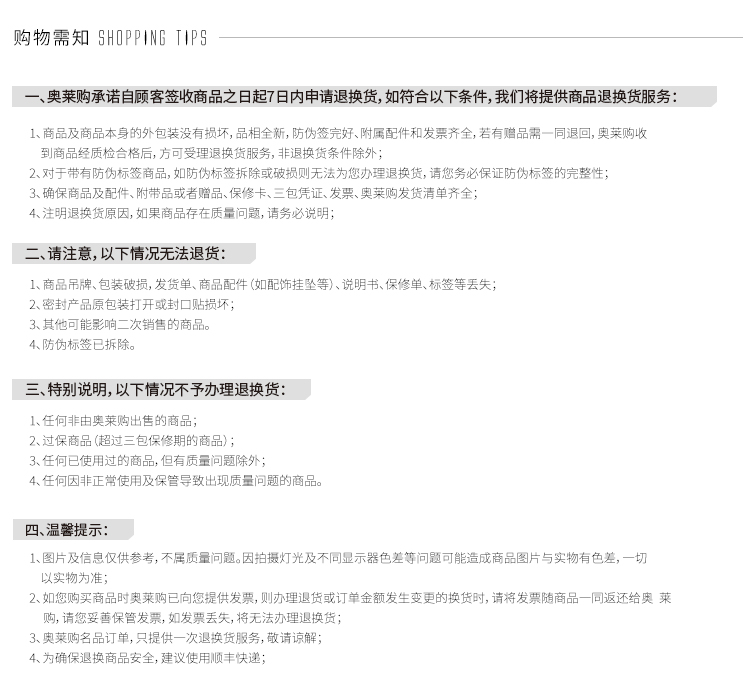 购物需知 SHOPPING TIPS
一、奥莱购承诺自顾客签收商品之日起7日内申请退换货，如符合以下条件，我们将提供商品退换货服务：
1、商品及商品本身的外包装没有损坏，品相全新，防伪签完好、附属配件和发票齐全，若有赠品需一同退回，奥莱购收
到商品经质检合格后，方可受理退换货服务，非退换货条件除外；
2、对于带有防伪标签商品，如防伪标签拆除或破损则无法为您办理退换货，请您务必保证防伪标签的完整性；
3、确保商品及配件、附带品或者赠品、保修卡、三包凭证、发票、奥莱购发货清单齐全；
4、注明退换货原因，如果商品存在质量问题，请务必说明；
二、请注意，以下情况无法退货：
1、商品吊牌、包装破损，发货单、商品配件（如配饰挂坠等）、说明书、保修单、标签等丢失；
2、密封产品原包装打开或封口贴损坏；
3、其他可能影响二次销售的商品。
4、防伪标签已拆除。
三、特别说明，以下情况不予办理退换货：
1、任何非由奥莱购出售的商品；
2、过保商品（超过三包保修期的商品）；
3、任何已使用过的商品，但有质量问题除外；
4、任何因非正常使用及保管导致出现质量问题的商品。
四、温馨提示：
1、图片及信息仅供参考，不属质量问题。因拍摄灯光及不同显示器色差等问题可能造成商品图片与实物有色差，一切
以实物为准；
2、如您购买商品时奥莱购已向您提供发票，则办理退货或订单金额发生变更的换货时，请将发票随商品一同返还给奥 莱
购，请您妥善保管发票，如发票丢失，将无法办理退换货；
3、奥莱购名品订单，只提供一次退换货服务，敬请谅解；
4、为确保退换商品安全，建议使用顺丰快递；